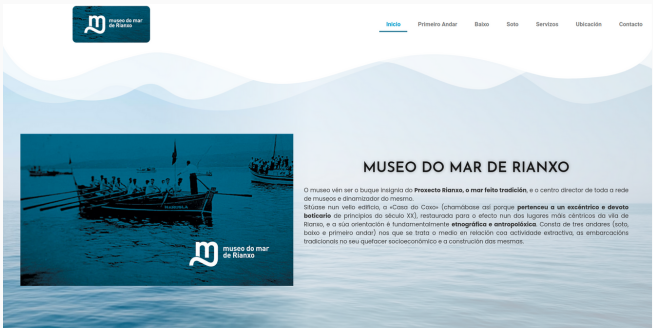 museo do mar
de Rianxo
Inicio
Primeiro Andar
Baixo
Soto
Servizos
Ubicación
Contacto
museo do mar
de Rianxo
MUSEO DO MAR DE RIANXO
O museo vén ser o buque insignia do Proxecto Rianxo, o mar feito tradición, e o centro director de toda a rede
de museos e dinamizador do mesmo.
Sitúase nun vello edificio, a «Casa do Coxo» (chamábase así porque pertenceu a un excéntrico e devoto
boticario de principios do século XX), restaurada para o efecto nun dos lugares máis céntricos da vila de
Rianxo, e a súa orientación é fundamentalmente etnográfica e antropolóxica. Consta de tres andares (soto,
baixo e primeiro andar) nos que se trata o medio en relación coa actividade extractiva, as embarcacións
tradicionais no seu quefacer socioeconómico e a construción das mesmas.